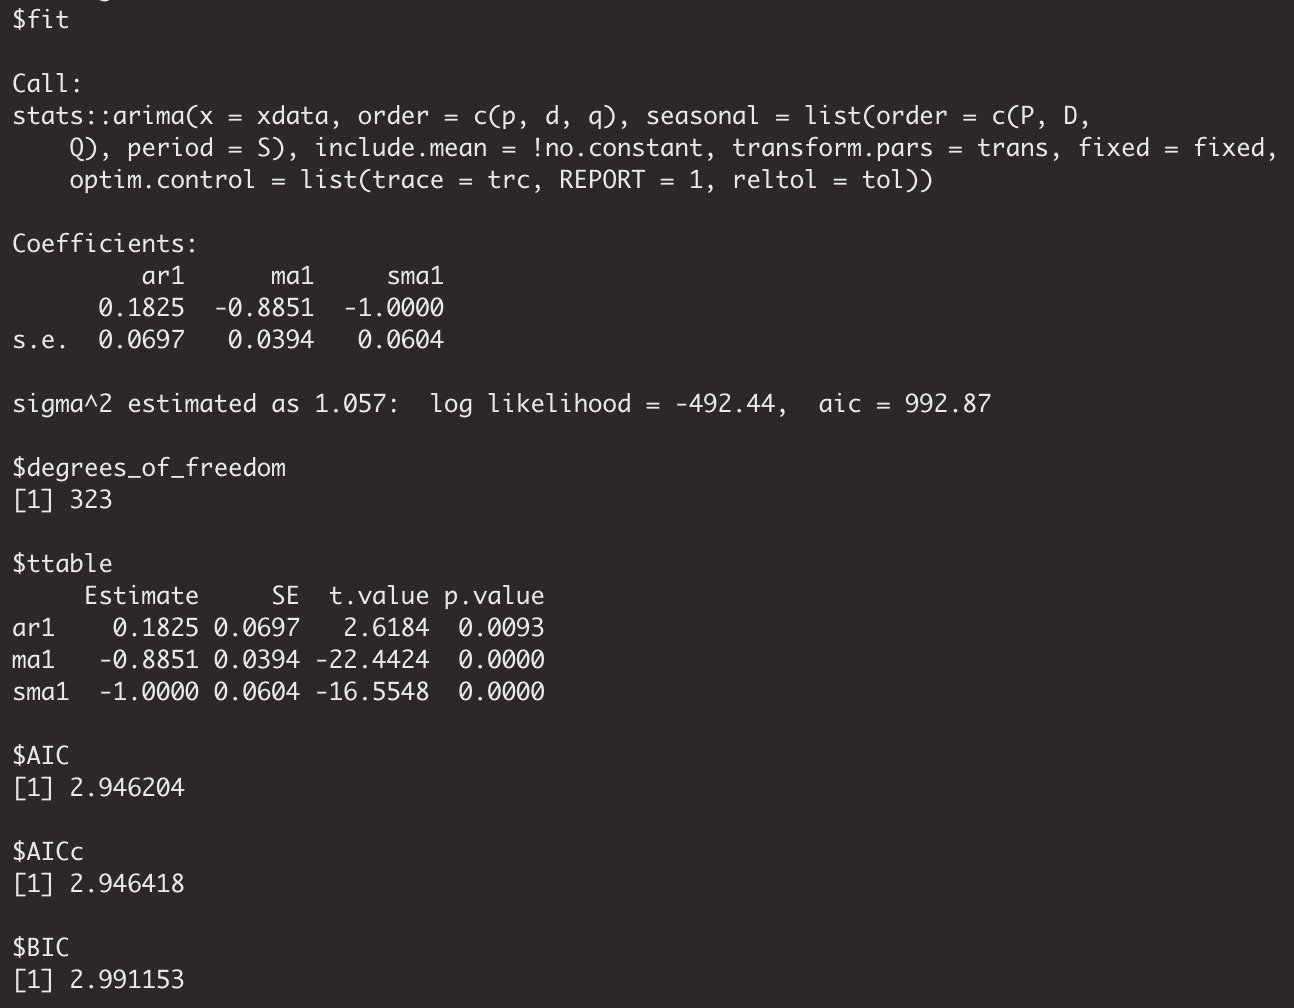 $fit
Call:
stats::arima(x = xdata, order = c(p, d, q), seasonal = list(order = c(P, D,
    Q), period = S), include.mean = !no.constant, transform.pars = trans, fixed = fixed,
    optim.control = list(trace = trc, REPORT = 1, reltol = tol))
Coefficients:
         ar1      ma1     sma1
      0.1825  -0.8851  -1.0000
s.e.  0.0697   0.0394   0.0604
sigma^2 estimated as 1.057:  log likelihood = -492.44,  aic = 992.87
$degrees_of_freedom
[1] 323
$ttable
     Estimate     SE  t.value p.value
ar1    0.1825 0.0697   2.6184  0.0093
ma1   -0.8851 0.0394 -22.4424  0.0000
sma1  -1.0000 0.0604 -16.5548  0.0000
$AIC
[1] 2.946204
$AICc
[1] 2.946418
$BIC
[1] 2.991153